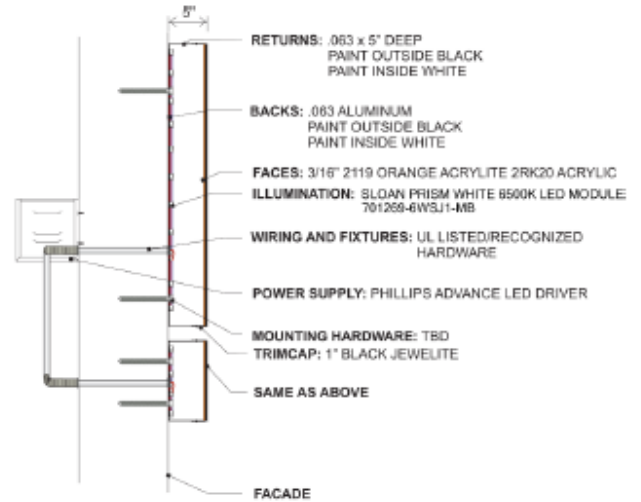 5"
RETURNS: .063 x 5" DEEP
PAINT OUTSIDE BLACK
PAINT INSIDE WHITE
BACKS: .063 ALUMINUM
PAINT OUTSIDE BLACK
PAINT INSIDE WHITE
FACES: 3/16" 2119 ORANGE ACRYLITE 2RK20 ACRYLIC
ILLUMINATION: SLOAN PRISM WHITE 6500K LED MODULE
701269-6WSJ1-MB
WIRING AND FIXTURES: UL LISTED/RECOGNIZED
HARDWARE
POWER SUPPLY: PHILLIPS ADVANCE LED DRIVER
MOUNTING HARDWARE: TBD
TRIMCAP: 1" BLACK JEWELITE
SAME AS ABOVE
FACADE